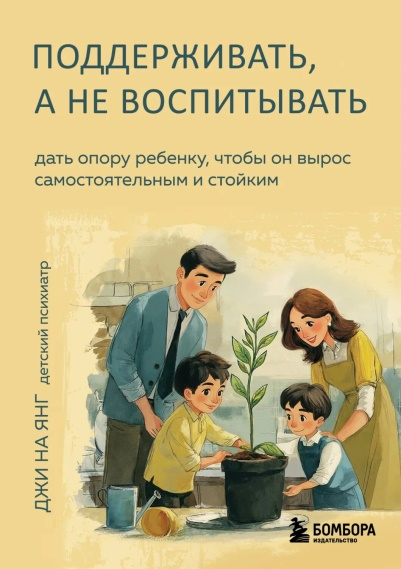 ПОДДЕРЖИВАТЬ,
А НЕ ВОСПИТЫВАТЬ
дать опору ребенку, чтобы он вырос
самостоятельным и стойким
ДЖИ НА ЯНГ детский психиатр
БОМБОРА
ИЗДАТЕЛЬСТВО